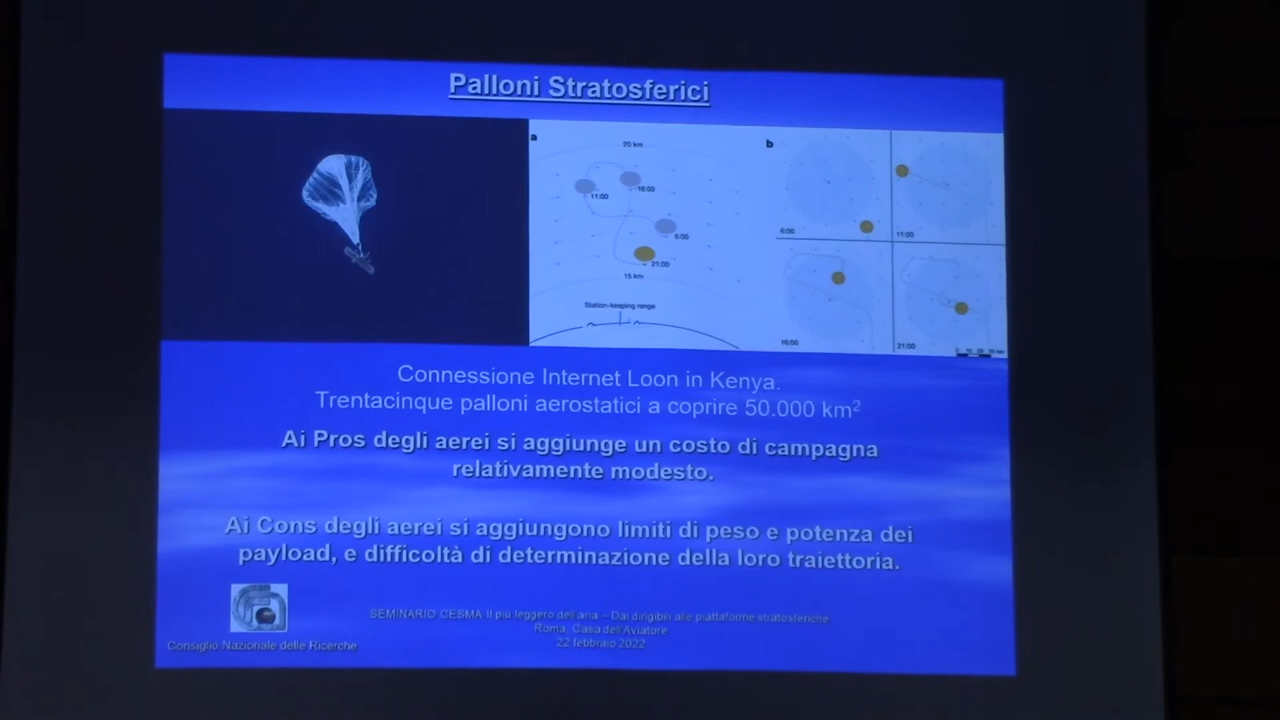 Palloni Stratosferici
a
20 km
11:00
16:00
6:00
21:00
15 km
Station-keeping range
b
6:00
11:00
16:00
21:00
Connessione Internet Loon in Kenya.
Trentacinque palloni aerostatici a coprire 50.000 km²
Ai Pros degli aerei si aggiunge un costo di campagna
relativamente modesto.
Ai Cons degli aerei si aggiungono limiti di peso e potenza dei
payload, e difficoltà di determinazione della loro traiettoria.
SEMINARIO CESMA Il più leggero dell'aria – Dai dirigibili alle piattaforme stratosferiche
Roma, Casa dell'Aviatore
22 febbraio 2022
Consiglio Nazionale delle Ricerche